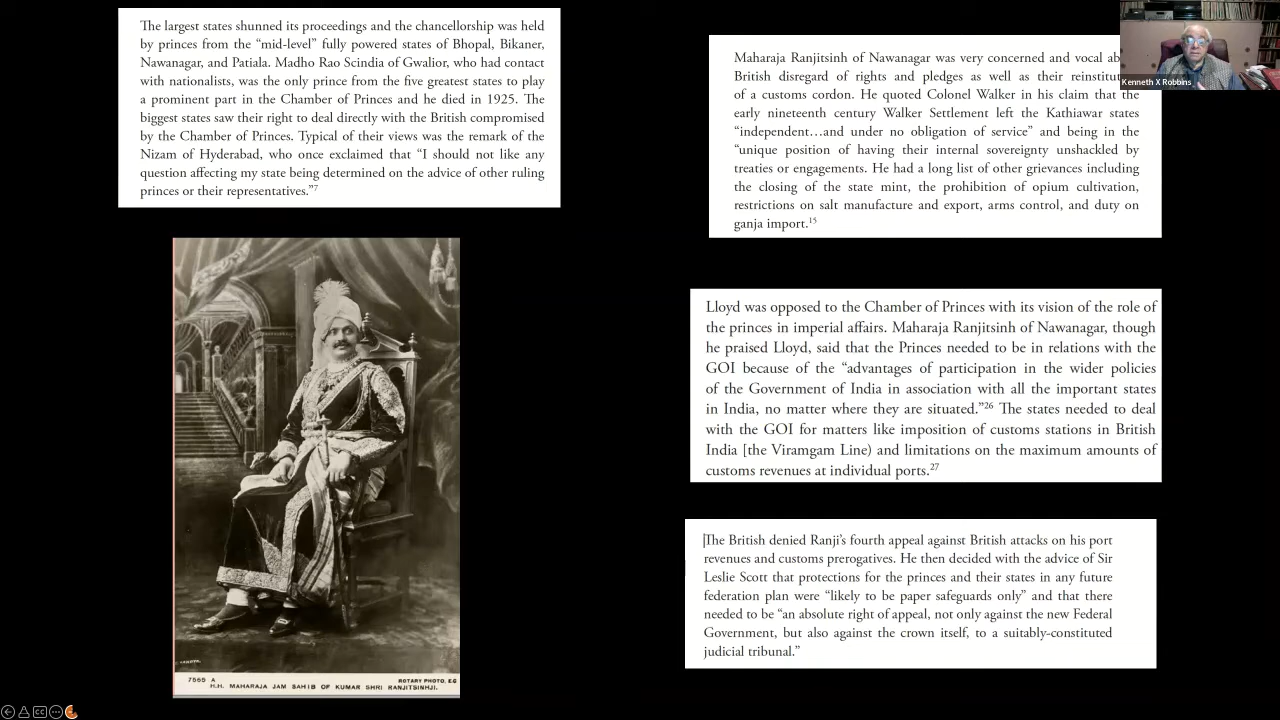 The largest states shunned its proceedings and the chancellorship was held
by princes from the “mid-level” fully powered states of Bhopal, Bikaner,
Nawanagar, and Patiala. Madho Rao Scindia of Gwalior, who had contact
with nationalists, was the only prince from the five greatest states to play
a prominent part in the Chamber of Princes and he died in 1925. The
biggest states saw their right to deal directly with the British compromised
by the Chamber of Princes. Typical of their views was the remark of the
Nizam of Hyderabad, who once exclaimed that “I should not like any
question affecting my state being determined on the advice of other ruling
princes or their representatives.”7
7565 A
ROTARY PHOTO, E.C
H.H. MAHARAJA JAM SAHIB OF KUMAR SHRI RANJITSINHJI.
Maharaja Ranjitsinh of Nawanagar was very concerned and vocal ab
British disregard of rights and pledges as well as their reinstitut
of a customs cordon. He quoted Colonel Walker in his claim that the
early nineteenth century Walker Settlement left the Kathiawar states
“independent…and under no obligation of service” and being in the
“unique position of having their internal sovereignty unshackled by
treaties or engagements. He had a long list of other grievances including
the closing of the state mint, the prohibition of opium cultivation,
restrictions on salt manufacture and export, arms control, and duty on
ganja import.15
Kenneth X Robbins
Lloyd was opposed to the Chamber of Princes with its vision of the role of
the princes in imperial affairs. Maharaja Ranjitsinh of Nawanagar, though
he praised Lloyd, said that the Princes needed to be in relations with the
GOI because of the “advantages of participation in the wider policies
of the Government of India in association with all the important states
in India, no matter where they are situated.”26 The states needed to deal
with the GOI for matters like imposition of customs stations in British
India [the Viramgam Line) and limitations on the maximum amounts of
customs revenues at individual ports.27
The British denied Ranji’s fourth appeal against British attacks on his port
revenues and customs prerogatives. He then decided with the advice of Sir
Leslie Scott that protections for the princes and their states in any future
federation plan were “likely to be paper safeguards only” and that there
needed to be “an absolute right of appeal, not only against the new Federal
Government, but also against the crown itself, to a suitably-constituted
judicial tribunal.”
CC